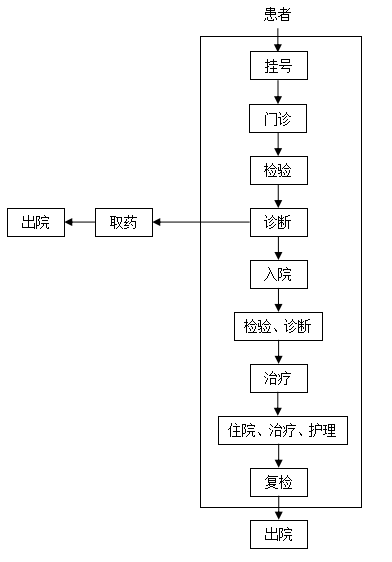 患者
挂号
门诊
检验
出院
取药
诊断
入院
检验、诊断
治疗
住院、治疗、护理
复检
出院